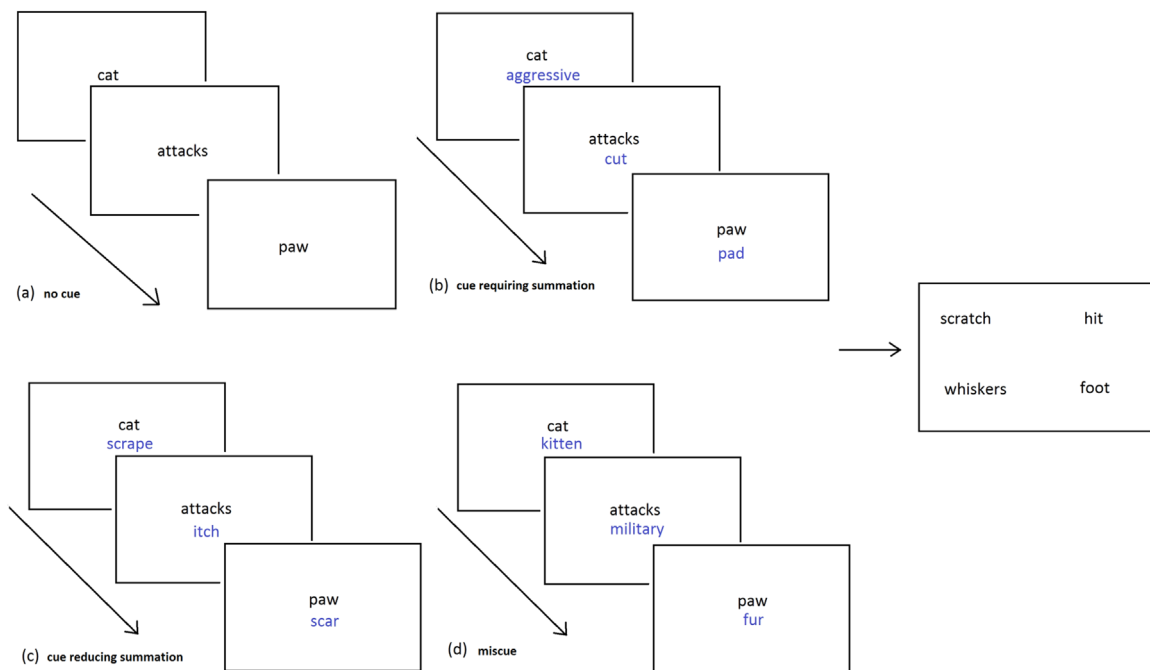 cat
attacks
paw
(a) no cue
cat
aggressive
attacks
cut
paw
pad
(b) cue requiring summation
cat
scrape
attacks
itch
paw
scar
(c) cue reducing summation
cat
kitten
attacks
military
paw
fur
(d) miscue
scratch hit
whiskers foot